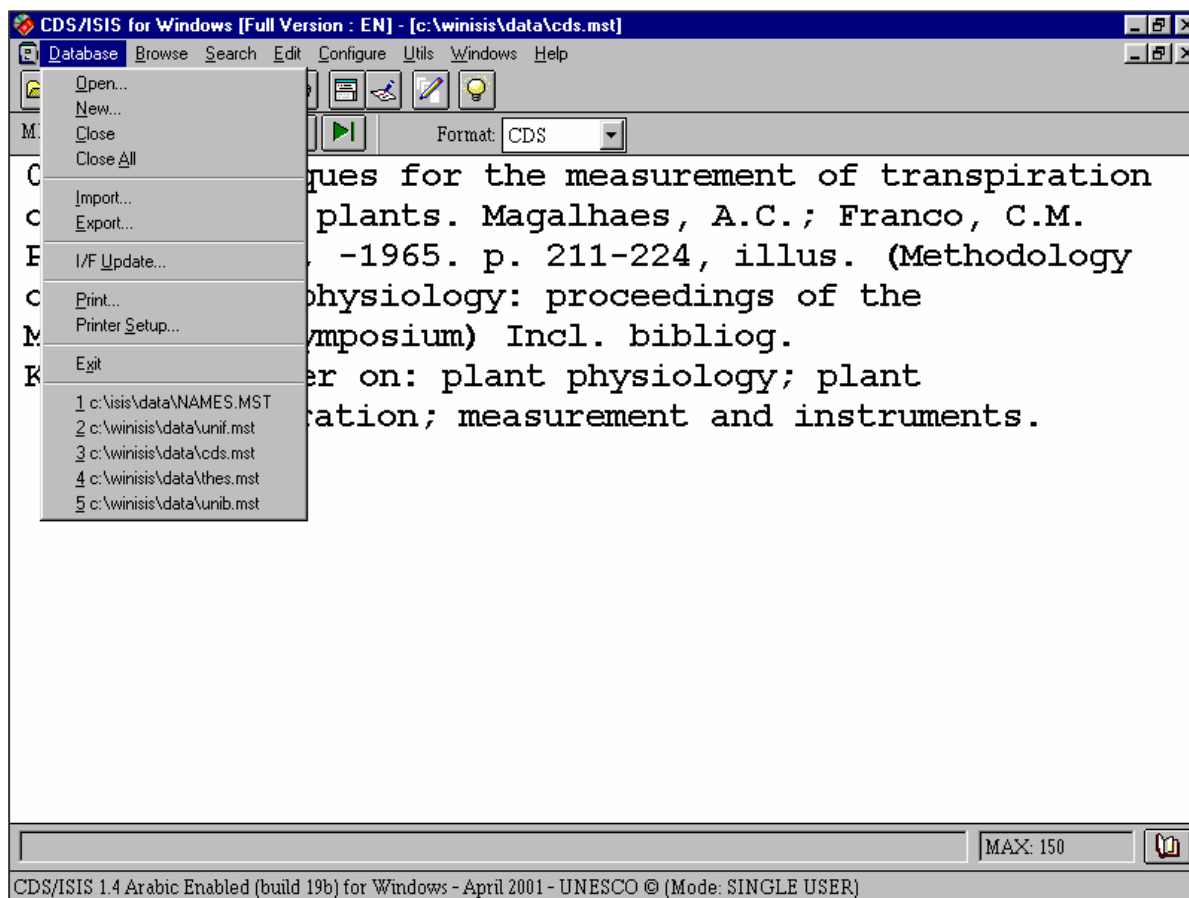 CDS/ISIS for Windows [Full Version : EN] - [c:\winisis\data\cds.mst]
Database Browse Search Edit Configure Utils Windows Help
Open...
New...
Close
Close All
Import...
Export...
I/F Update...
Print...
Printer Setup...
Exit
1 c:\isis\data\NAMES.MST
2 c:\winisis\data\unif.mst
3 c:\winisis\data\cds.mst
4 c:\winisis\data\thes.mst
5 c:\winisis\data\unib.mst
Format: CDS
for the measurement of transpiration
plants. Magalhaes, A.C.; Franco, C.M.
-1965. p. 211-224, illus. (Methodology
physiology: proceedings of the
Incl. bibliog.
on: plant physiology; plant
measurement and instruments.
MAX: 150
CDS/ISIS 1.4 Arabic Enabled (build 19b) for Windows - April 2001 - UNESCO © (Mode: SINGLE USER)